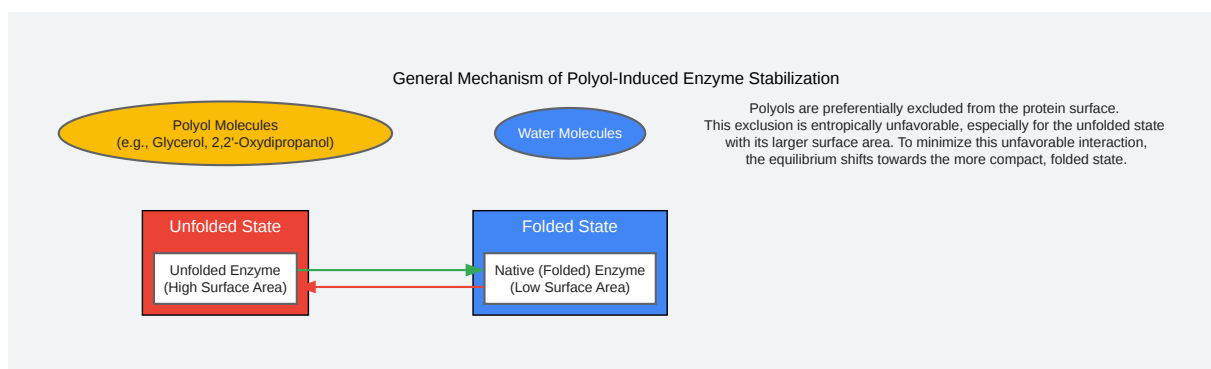 General Mechanism of Polyol-Induced Enzyme Stabilization
Polyol Molecules
(e.g., Glycerol, 2,2'-Oxydipropanol)
Water Molecules
Polyols are preferentially excluded from the protein surface.
This exclusion is entropically unfavorable, especially for the unfolded state
with its larger surface area. To minimize this unfavorable interaction,
the equilibrium shifts towards the more compact, folded state.
Unfolded State
Unfolded Enzyme
(High Surface Area)
Folded State
Native (Folded) Enzyme
(Low Surface Area)